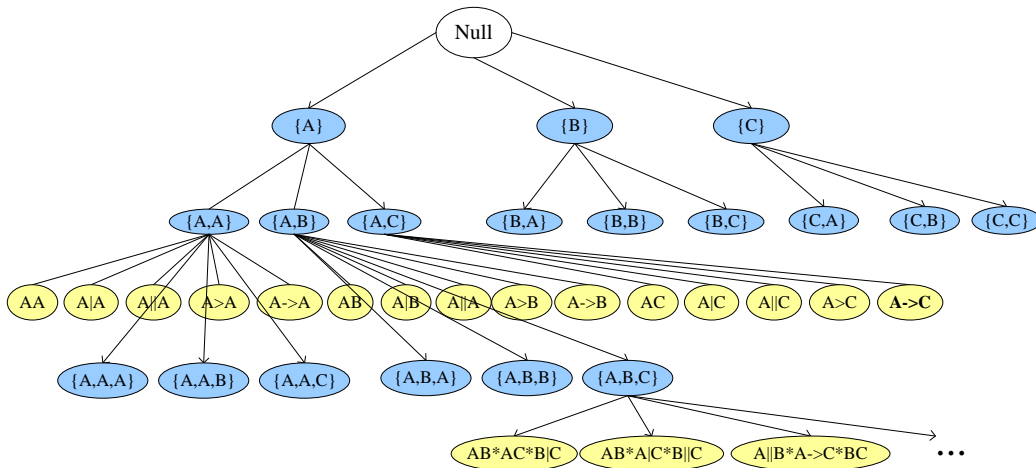 Null
{A} {B} {C}
{A,A} {A,B} {A,C} {B,A} {B,B} {B,C} {C,A} {C,B} {C,C}
AA A|A A||A A>A A->A AB A|B A||A A>B A->B AC A|C A||C A>C A->C
{A,A,A} {A,A,B} {A,A,C} {A,B,A} {A,B,B} {A,B,C}
AB*AC*B|C AB*A|C*B||C A||B*A->C*BC ...